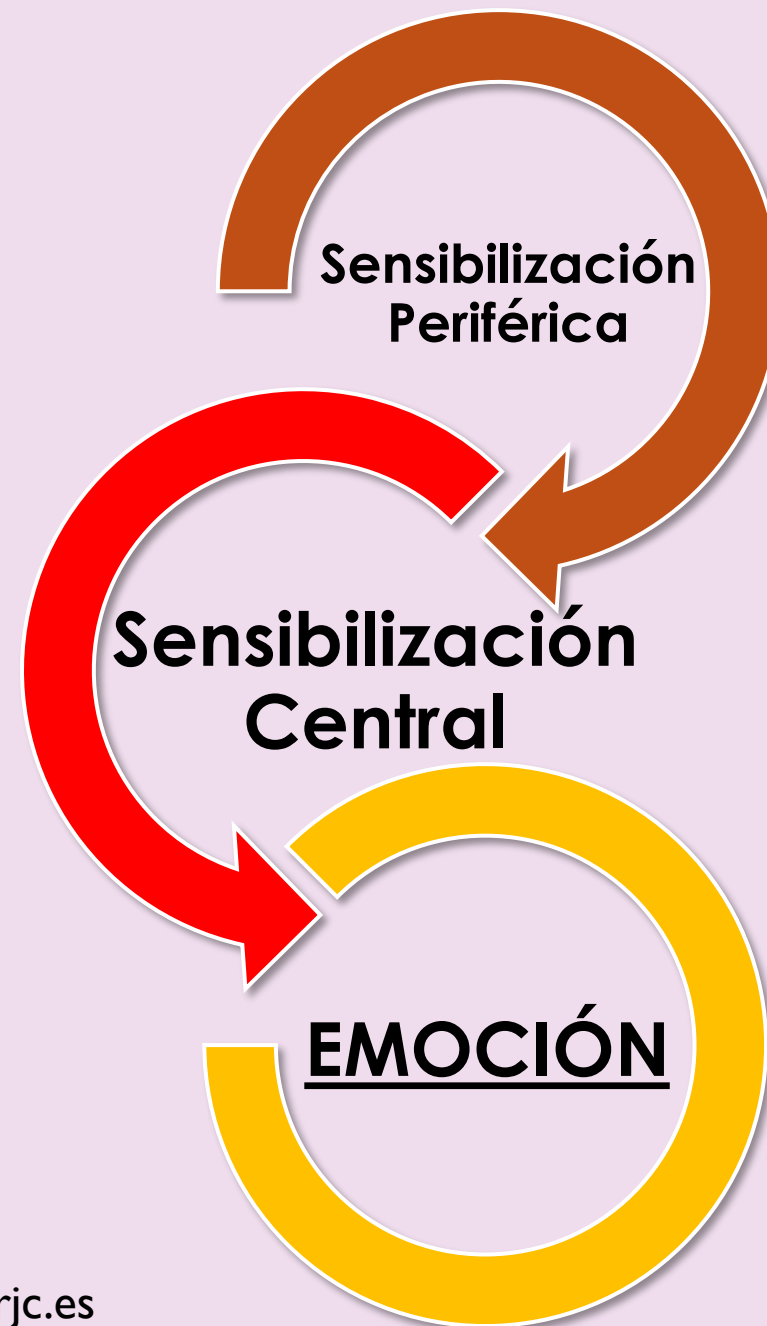 Sensibilización
Periférica
Sensibilización
Central
EMOCIÓN
rjc.es